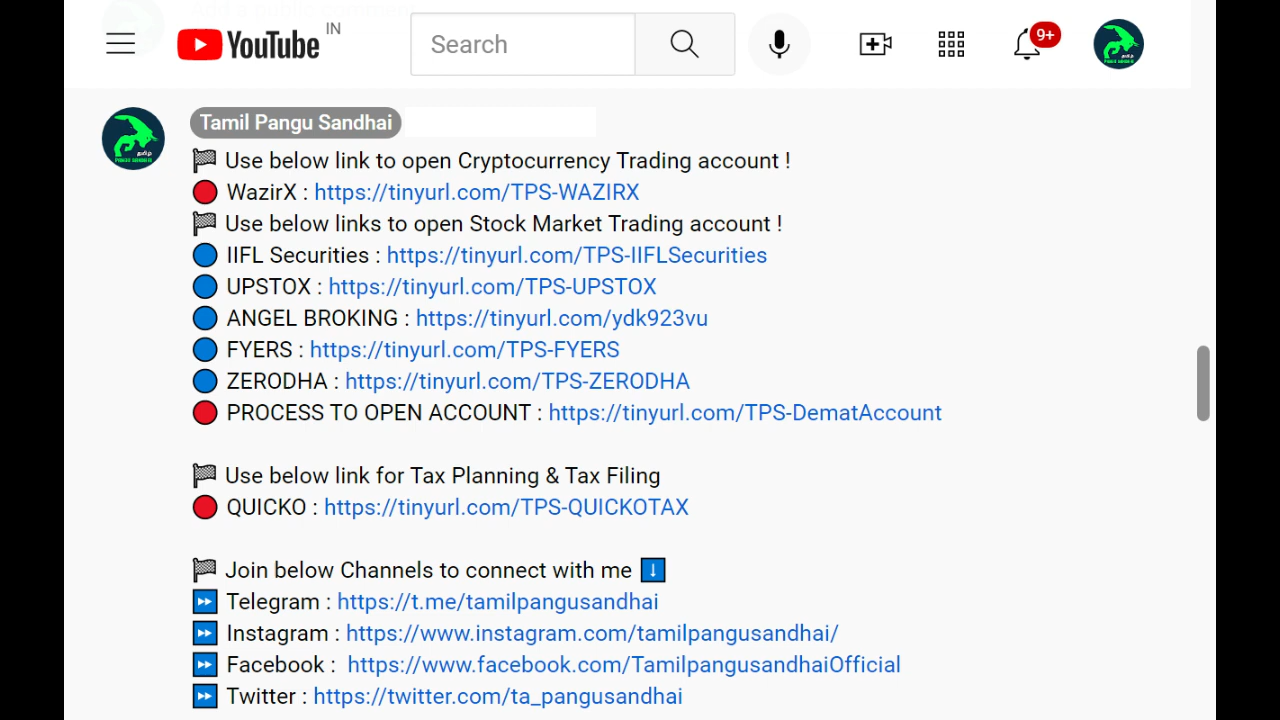 YouTube IN
Search
9+
Tamil Pangu Sandhai
Use below link to open Cryptocurrency Trading account !
WazirX : https://tinyurl.com/TPS-WAZIRX
Use below links to open Stock Market Trading account !
IIFL Securities : https://tinyurl.com/TPS-IIFLSecurities
UPSTOX : https://tinyurl.com/TPS-UPSTOX
ANGEL BROKING : https://tinyurl.com/ydk923vu
FYERS : https://tinyurl.com/TPS-FYERS
ZERODHA : https://tinyurl.com/TPS-ZERODHA
PROCESS TO OPEN ACCOUNT : https://tinyurl.com/TPS-DematAccount
Use below link for Tax Planning & Tax Filing
QUICKO : https://tinyurl.com/TPS-QUICKOTAX
Join below Channels to connect with me
Telegram : https://t.me/tamilpangusandhai
Instagram : https://www.instagram.com/tamilpangusandhai/
Facebook : https://www.facebook.com/TamilpangusandhaiOfficial
Twitter : https://twitter.com/ta_pangusandhai